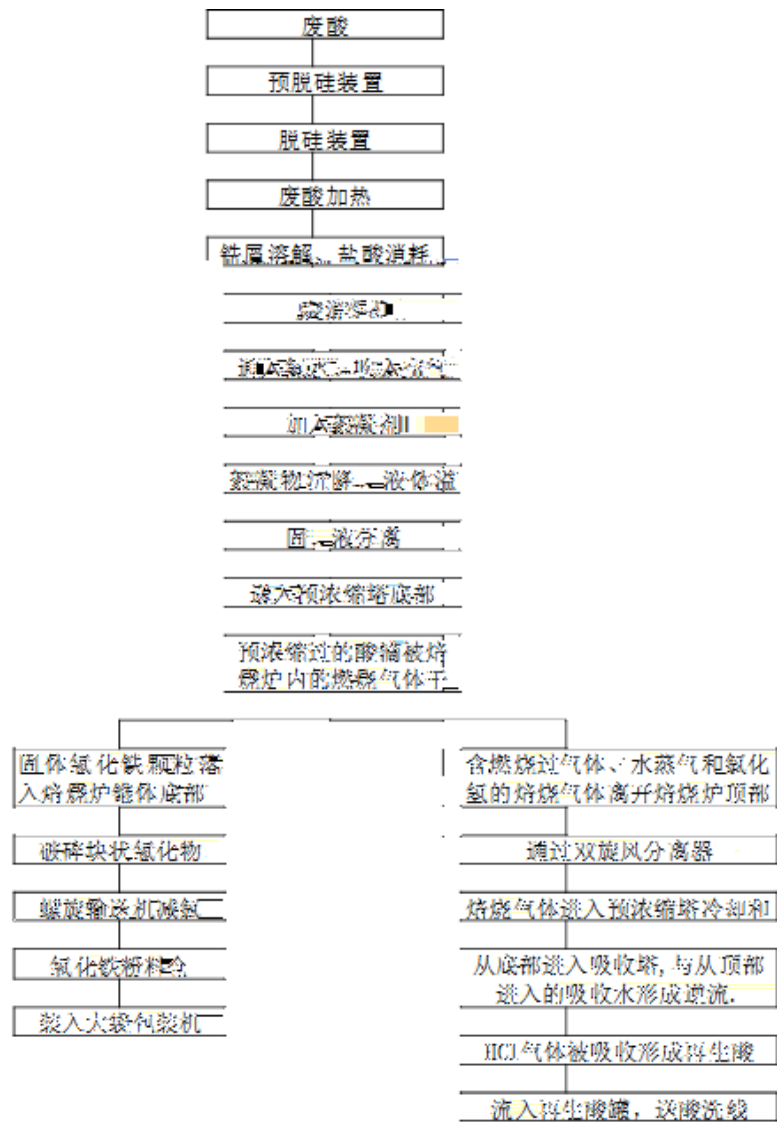 废酸
预脱硅装置
脱硅装置
废酸加热
铁屑溶解、盐酸消耗
加入絮凝剂
絮凝物沉降 液体溢
固 液分离
送入预浓缩塔底部
预浓缩过的酸滴被焙
烧炉内的燃烧气体干
固体氧化铁颗粒落
入焙烧炉锥体底部
含燃烧过气体、水蒸气和氯化
氢的焙烧气体离开焙烧炉顶部
破碎块状氧化物
通过双旋风分离器
螺旋输送机
焙烧气体进入预浓缩塔冷却和
氧化铁粉料仓
从底部进入吸收塔,与从顶部
进入的吸收水形成逆流.
装入大袋包装机
HCl气体被吸收形成再生酸
流入再生酸罐，送酸洗线